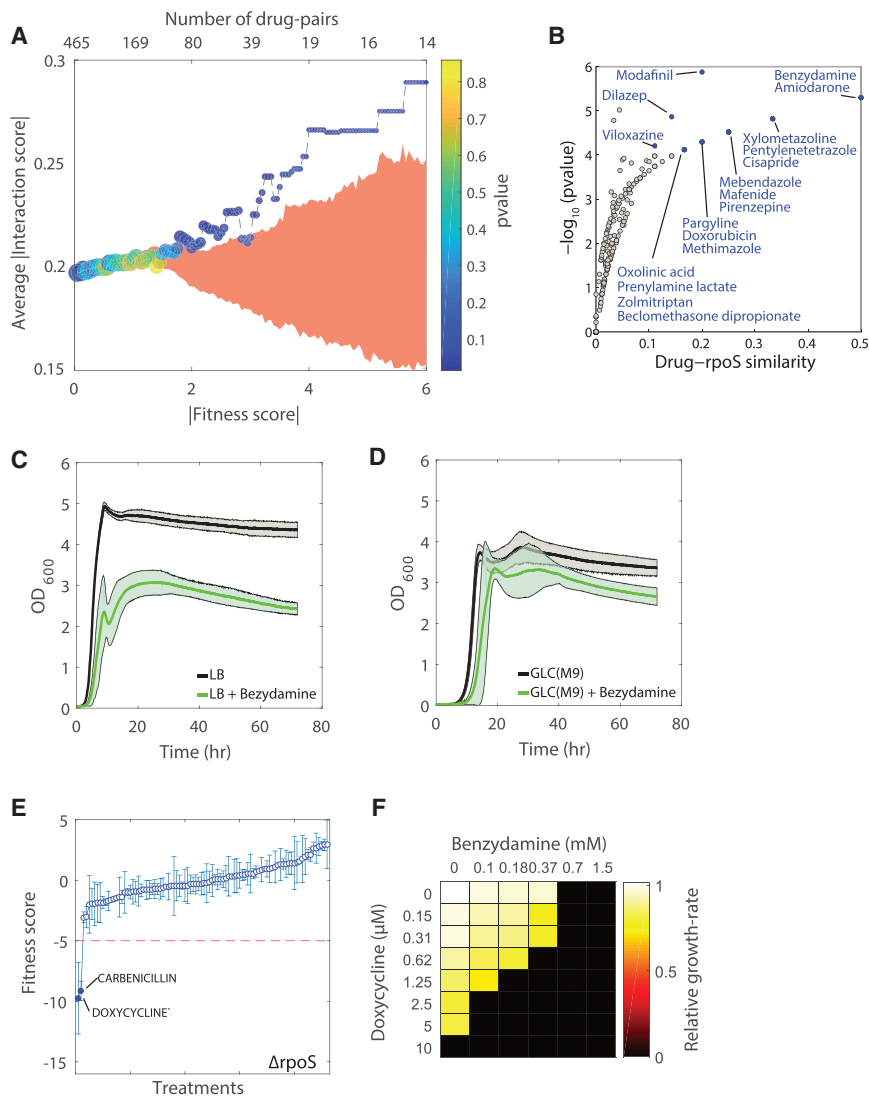 A
Number of drug-pairs
465 169 80 39 19 16 14
0.3
0.25
0.2
0.15
Average |Interaction score|
0 2 4 6
|Fitness score|
0.8
0.7
0.6
0.5
0.4
0.3
0.2
0.1
pvalue
B
6
5
4
3
2
1
0
−log10 (pvalue)
0 0.1 0.2 0.3 0.4 0.5
Drug−rpoS similarity
Modafinil
Benzydamine
Amiodarone
Dilazep
Viloxazine
Xylometazoline
Pentylenetetrazole
Cisapride
Mebendazole
Mafenide
Pirenzepine
Pargyline
Doxorubicin
Methimazole
Oxolinic acid
Prenylamine lactate
Zolmitriptan
Beclomethasone dipropionate
C
6
5
4
3
2
1
0
OD600
0 20 40 60 80
Time (hr)
LB
LB + Bezydamine
D
6
5
4
3
2
1
0
OD600
0 20 40 60 80
Time (hr)
GLC(M9)
GLC(M9) + Bezydamine
E
5
0
-5
-10
-15
Fitness score
CARBENICILLIN
DOXYCYCLINE`
ΔrpoS
Treatments
F
Benzydamine (mM)
0 0.1 0.18 0.37 0.7 1.5
Doxycycline (μM)
0
0.15
0.31
0.62
1.25
2.5
5
10
1
0.5
0
Relative growth-rate